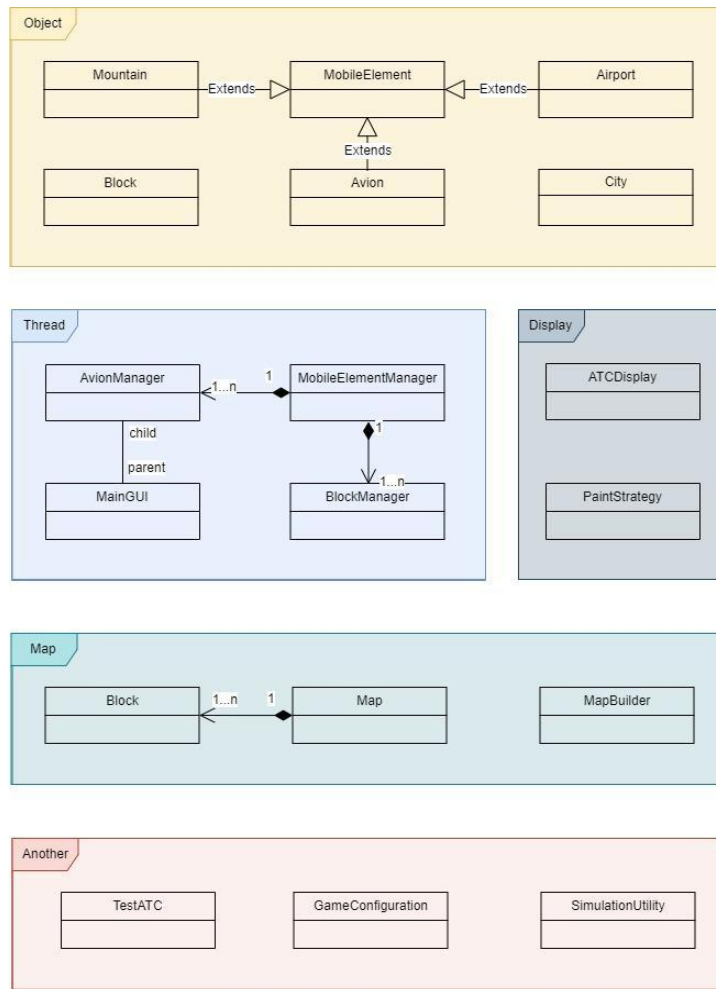 Object
Mountain
MobileElement
Airport
Extends
Extends
Extends
Block
Avion
City
Thread
Display
AvionManager
1
MobileElementManager
ATCDisplay
1...n
child
1
parent
MainGUI
1...n
BlockManager
PaintStrategy
Map
Block
1...n
1
Map
MapBuilder
Another
TestATC
GameConfiguration
SimulationUtility